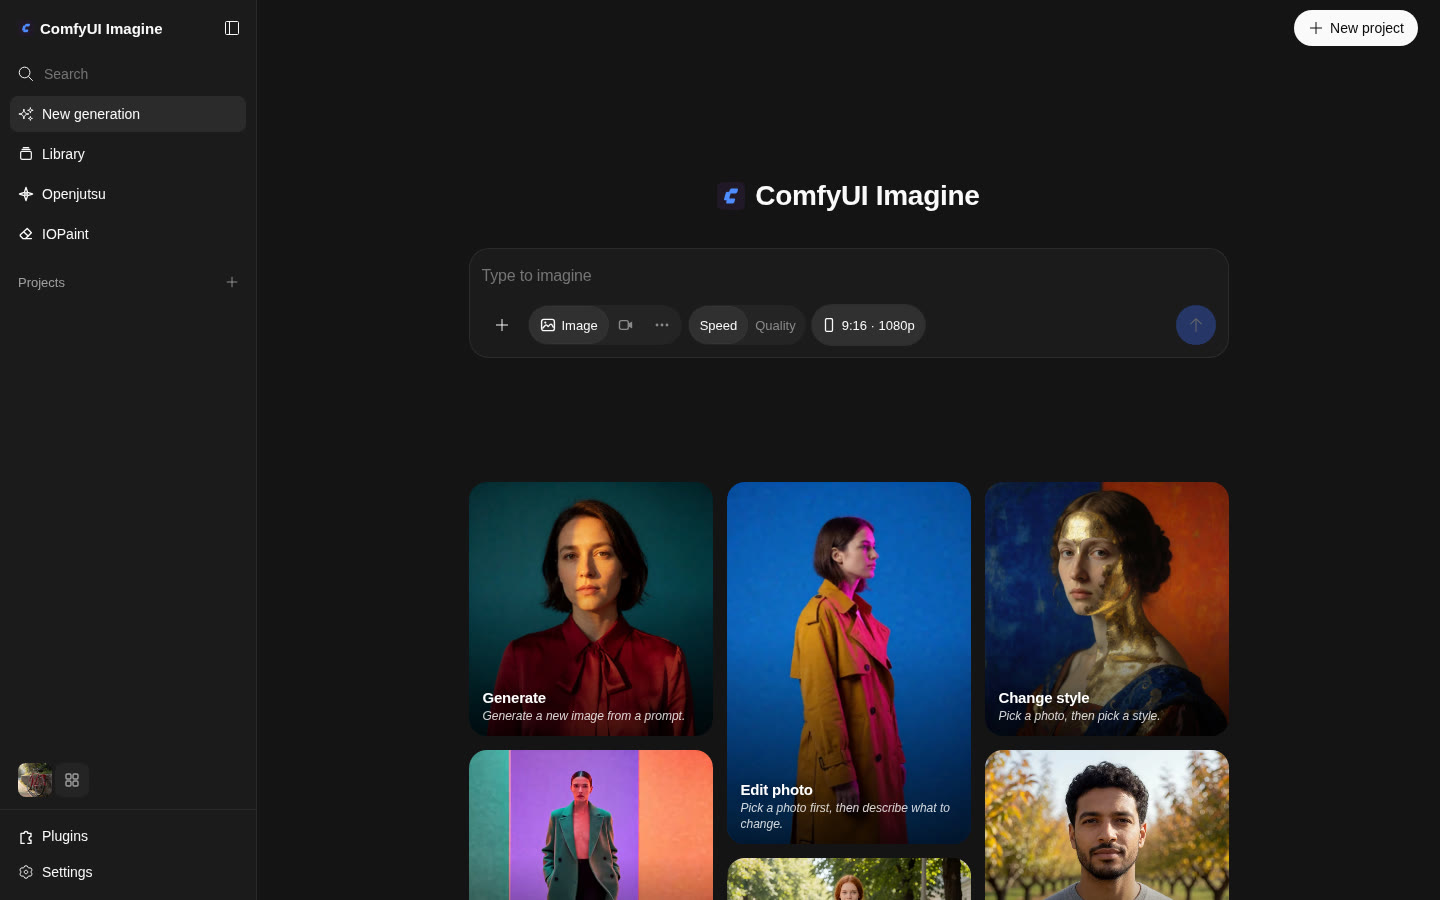 ComfyUI Imagine
Search
New generation
Library
Openjutsu
IOPaint
Projects
Plugins
Settings
New project
ComfyUI Imagine
Type to imagine
Image
Speed
Quality
9:16 · 1080p
Generate
Generate a new image from a prompt.
Edit photo
Pick a photo first, then describe what to
change.
Change style
Pick a photo, then pick a style.